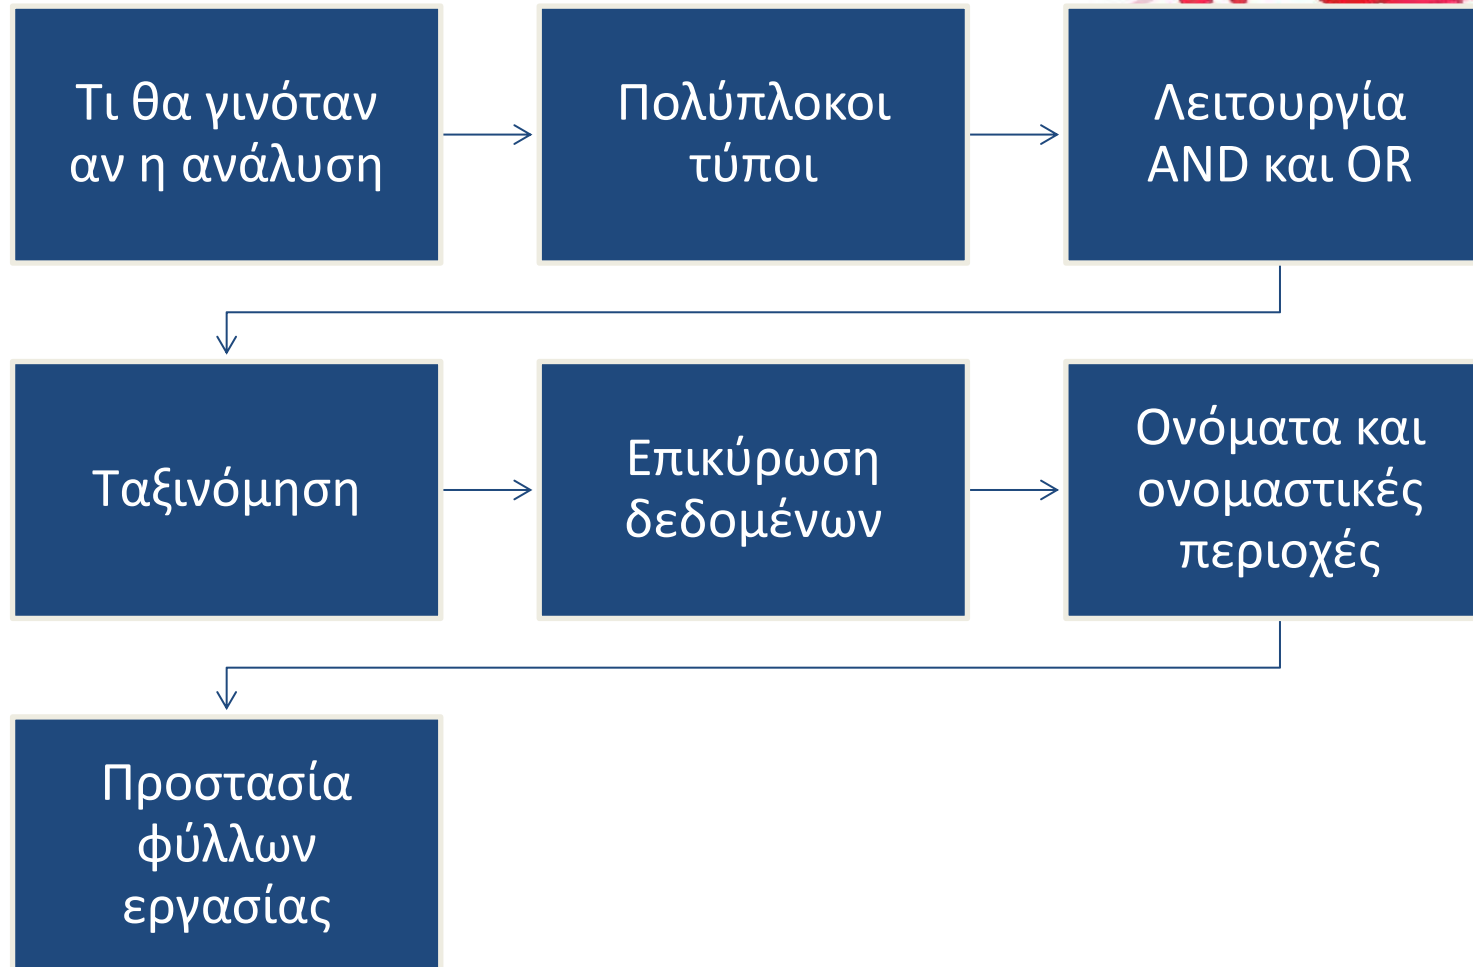 Τι θα γινόταν
αν η ανάλυση
Πολύπλοκοι
τύποι
Λειτουργία
AND και OR
Ταξινόμηση
Επικύρωση
δεδομένων
Ονόματα και
ονομαστικές
περιοχές
Προστασία
φύλλων
εργασίας